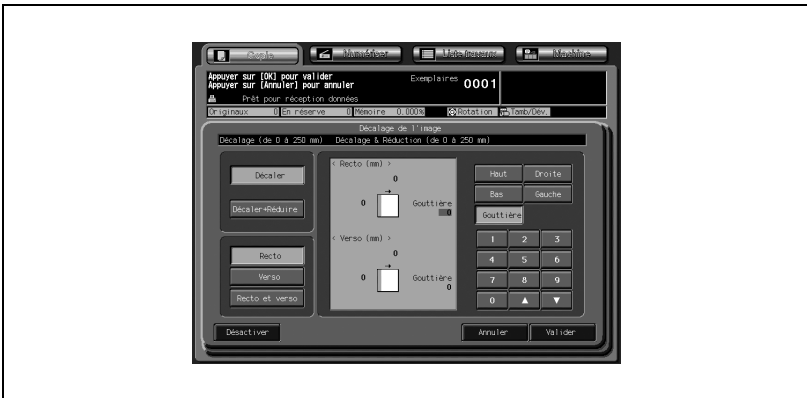 Copie Numériser Liste travaux Machine
Appuyer sur [OK] pour valider
Appuyer sur [Annuler] pour annuler
Exemplaires 0001
Prêt pour réception données
Originaux 0 En réserve 0 Mémoire 0.000% Rotation Tamb/Dév.
Décalage de l'image
Décalage (de 0 à 250 mm) Décalage & Réduction (de 0 à 250 mm)
Décaler
Décaler+Réduire
Recto
Verso
Recto et verso
< Recto (mm) >
0
0 Gouttière
0
< Verso (mm) >
0
0 Gouttière
0
Haut Droite
Bas Gauche
Gouttière
1 2 3
4 5 6
7 8 9
0 ▲ ▼
Désactiver Annuler Valider